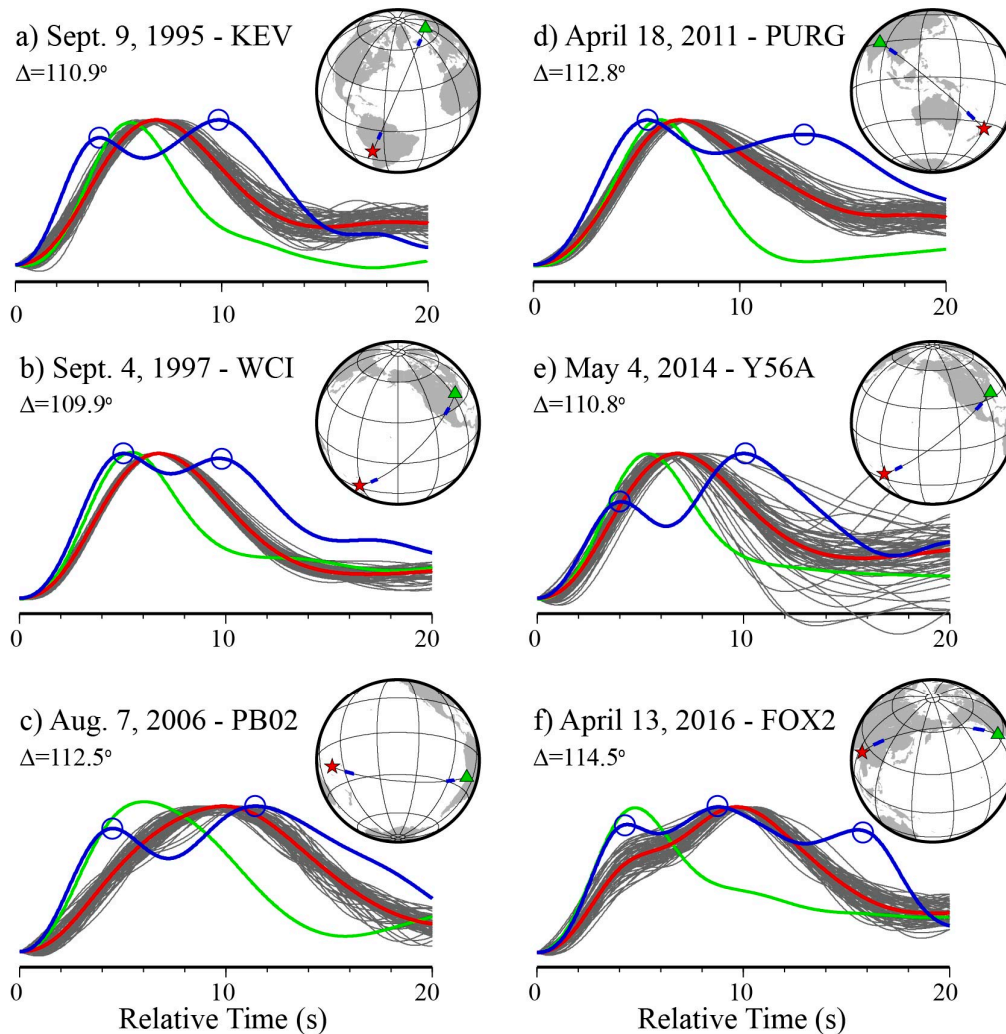 a) Sept. 9, 1995 - KEV
Δ=110.9°
0 10 20
b) Sept. 4, 1997 - WCI
Δ=109.9°
0 10 20
c) Aug. 7, 2006 - PB02
Δ=112.5°
0 10 20
Relative Time (s)
d) April 18, 2011 - PURG
Δ=112.8°
0 10 20
e) May 4, 2014 - Y56A
Δ=110.8°
0 10 20
f) April 13, 2016 - FOX2
Δ=114.5°
0 10 20
Relative Time (s)